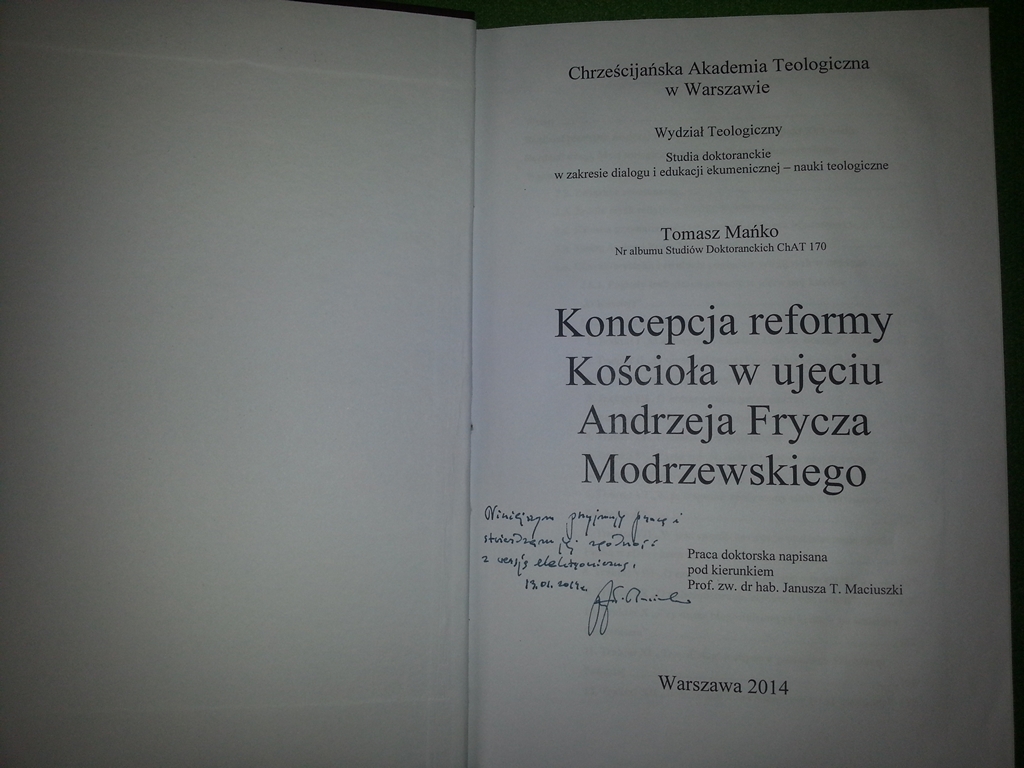 Chrześcijańska Akademia Teologiczna
w Warszawie
Wydział Teologiczny
Studia doktoranckie
w zakresie dialogu i edukacji ekumenicznej – nauki teologiczne
Tomasz Mańko
Nr albumu Studiów Doktoranckich ChAT 170
Koncepcja reformy
Kościoła w ujęciu
Andrzeja Frycza
Modrzewskiego
Niniejszym przyjmuję pracę i
stwierdzam jej zgodność
z wersją elektroniczną.
13.01.2014r.
Praca doktorska napisana
pod kierunkiem
Prof. zw. dr hab. Janusza T. Maciuszki
Warszawa 2014